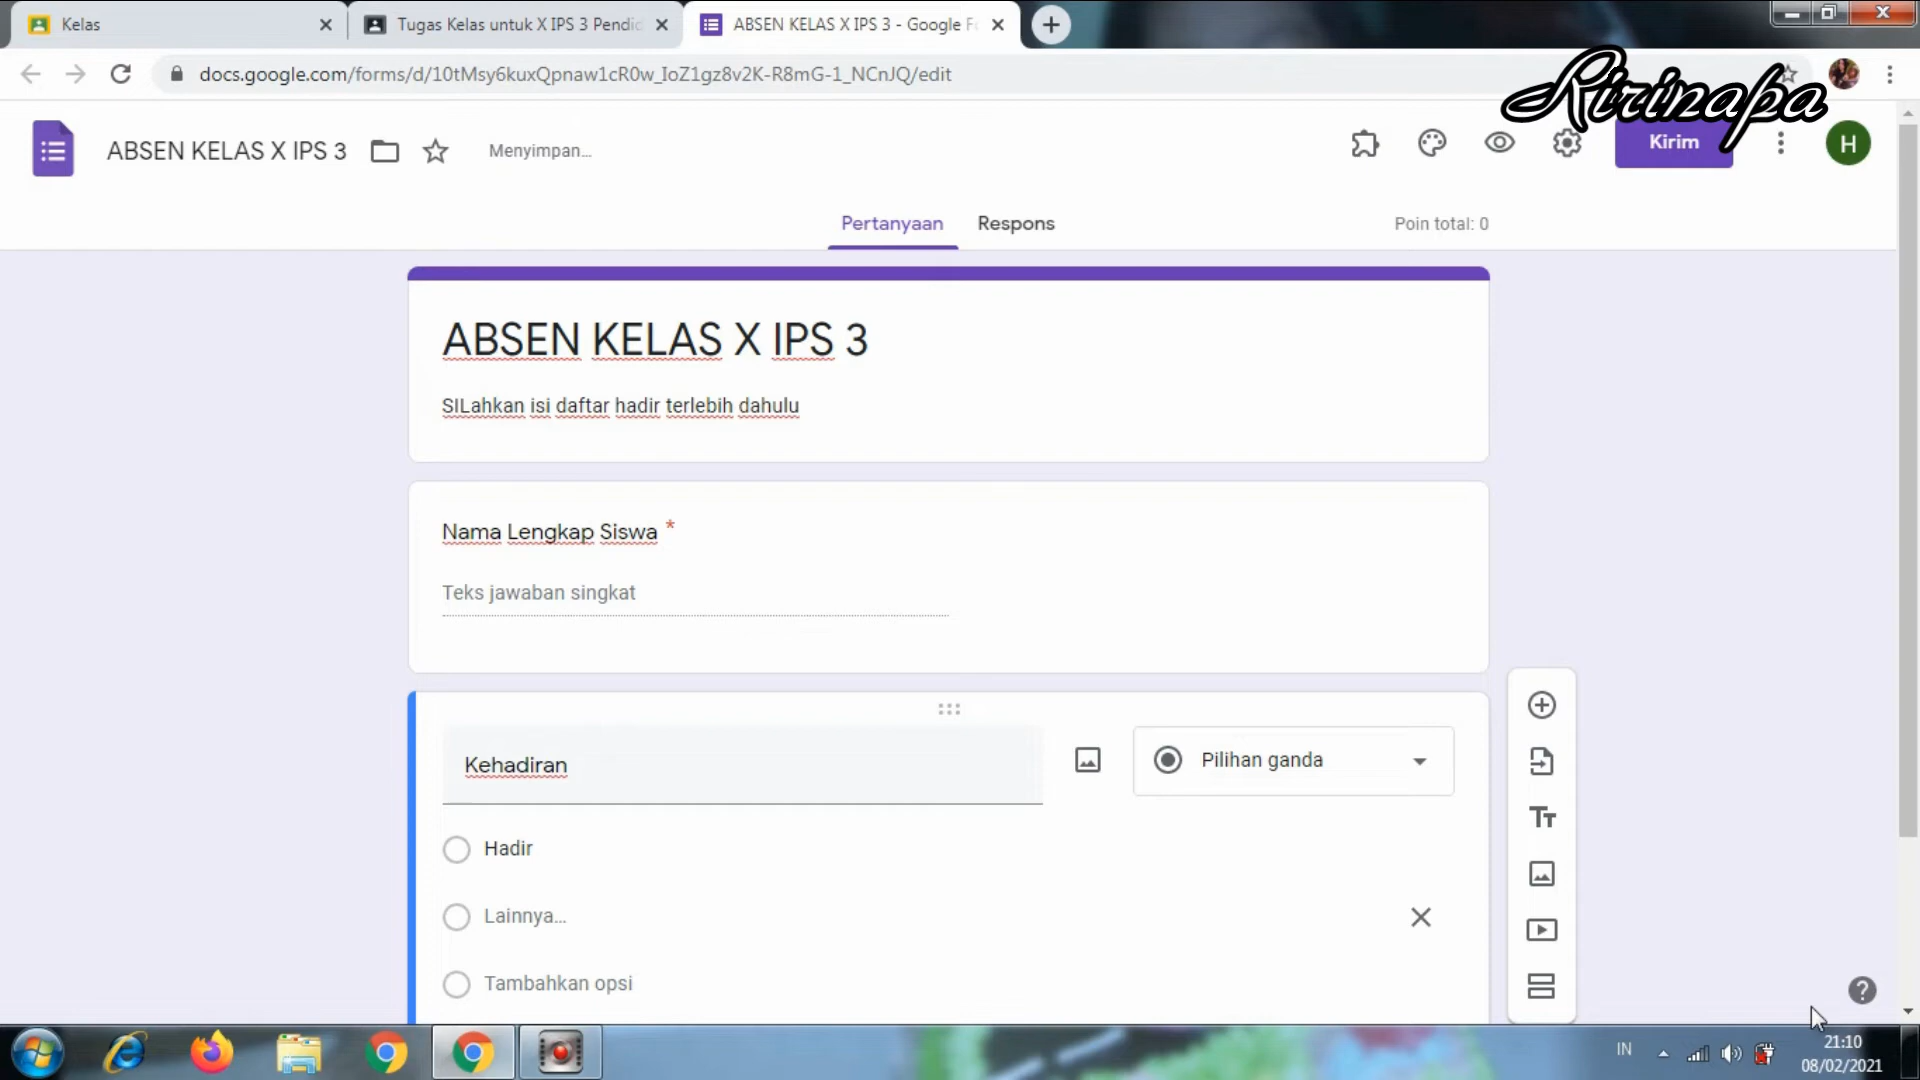 Kelas
Tugas Kelas untuk X IPS 3 Pendid
ABSEN KELAS X IPS 3 - Google F
docs.google.com/forms/d/10tMsy6kuxQpnaw1cR0w_IoZ1gz8v2K-R8mG-1_NCnJQ/edit
Ririnapa
ABSEN KELAS X IPS 3
Menyimpan...
Kirim
H
Pertanyaan
Respons
Poin total: 0
ABSEN KELAS X IPS 3
SILahkan isi daftar hadir terlebih dahulu
Nama Lengkap Siswa *
Teks jawaban singkat
Kehadiran
Pilihan ganda
Hadir
Lainnya...
Tambahkan opsi
Tт
IN
21:10
08/02/2021